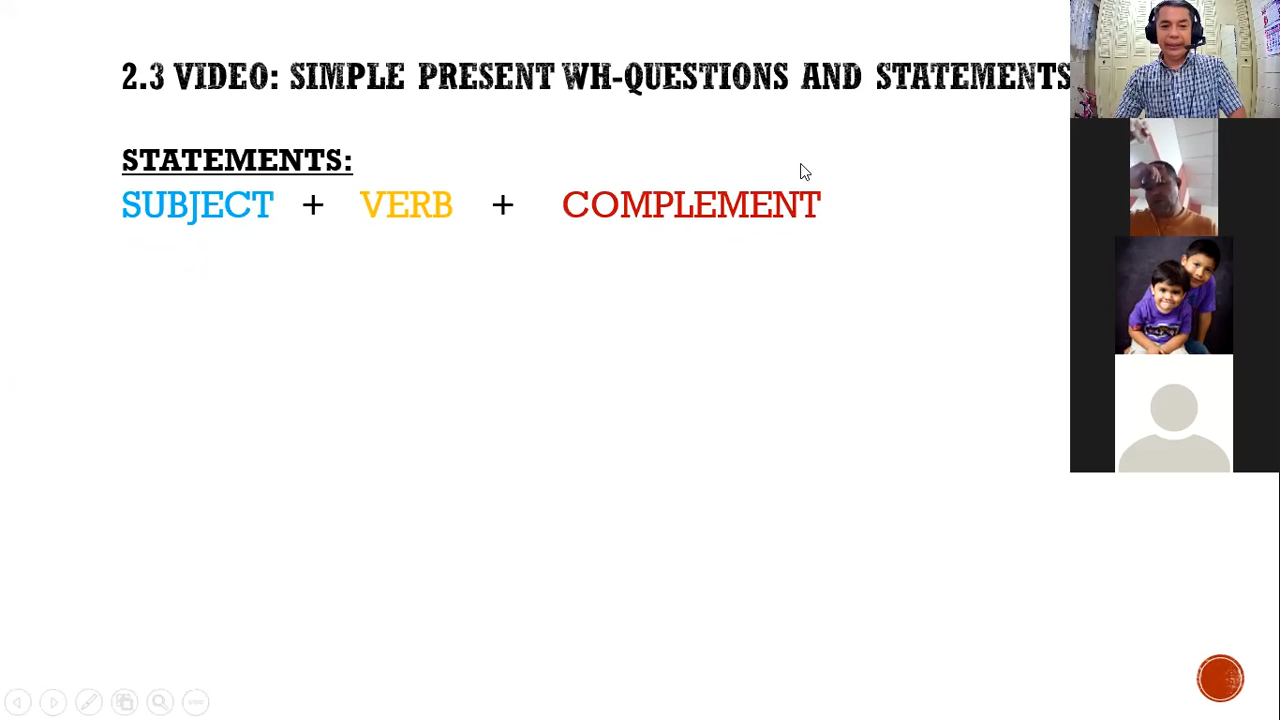 2.3 VIDEO: SIMPLE PRESENT WH-QUESTIONS AND STATEMENTS
STATEMENTS:
SUBJECT + VERB + COMPLEMENT